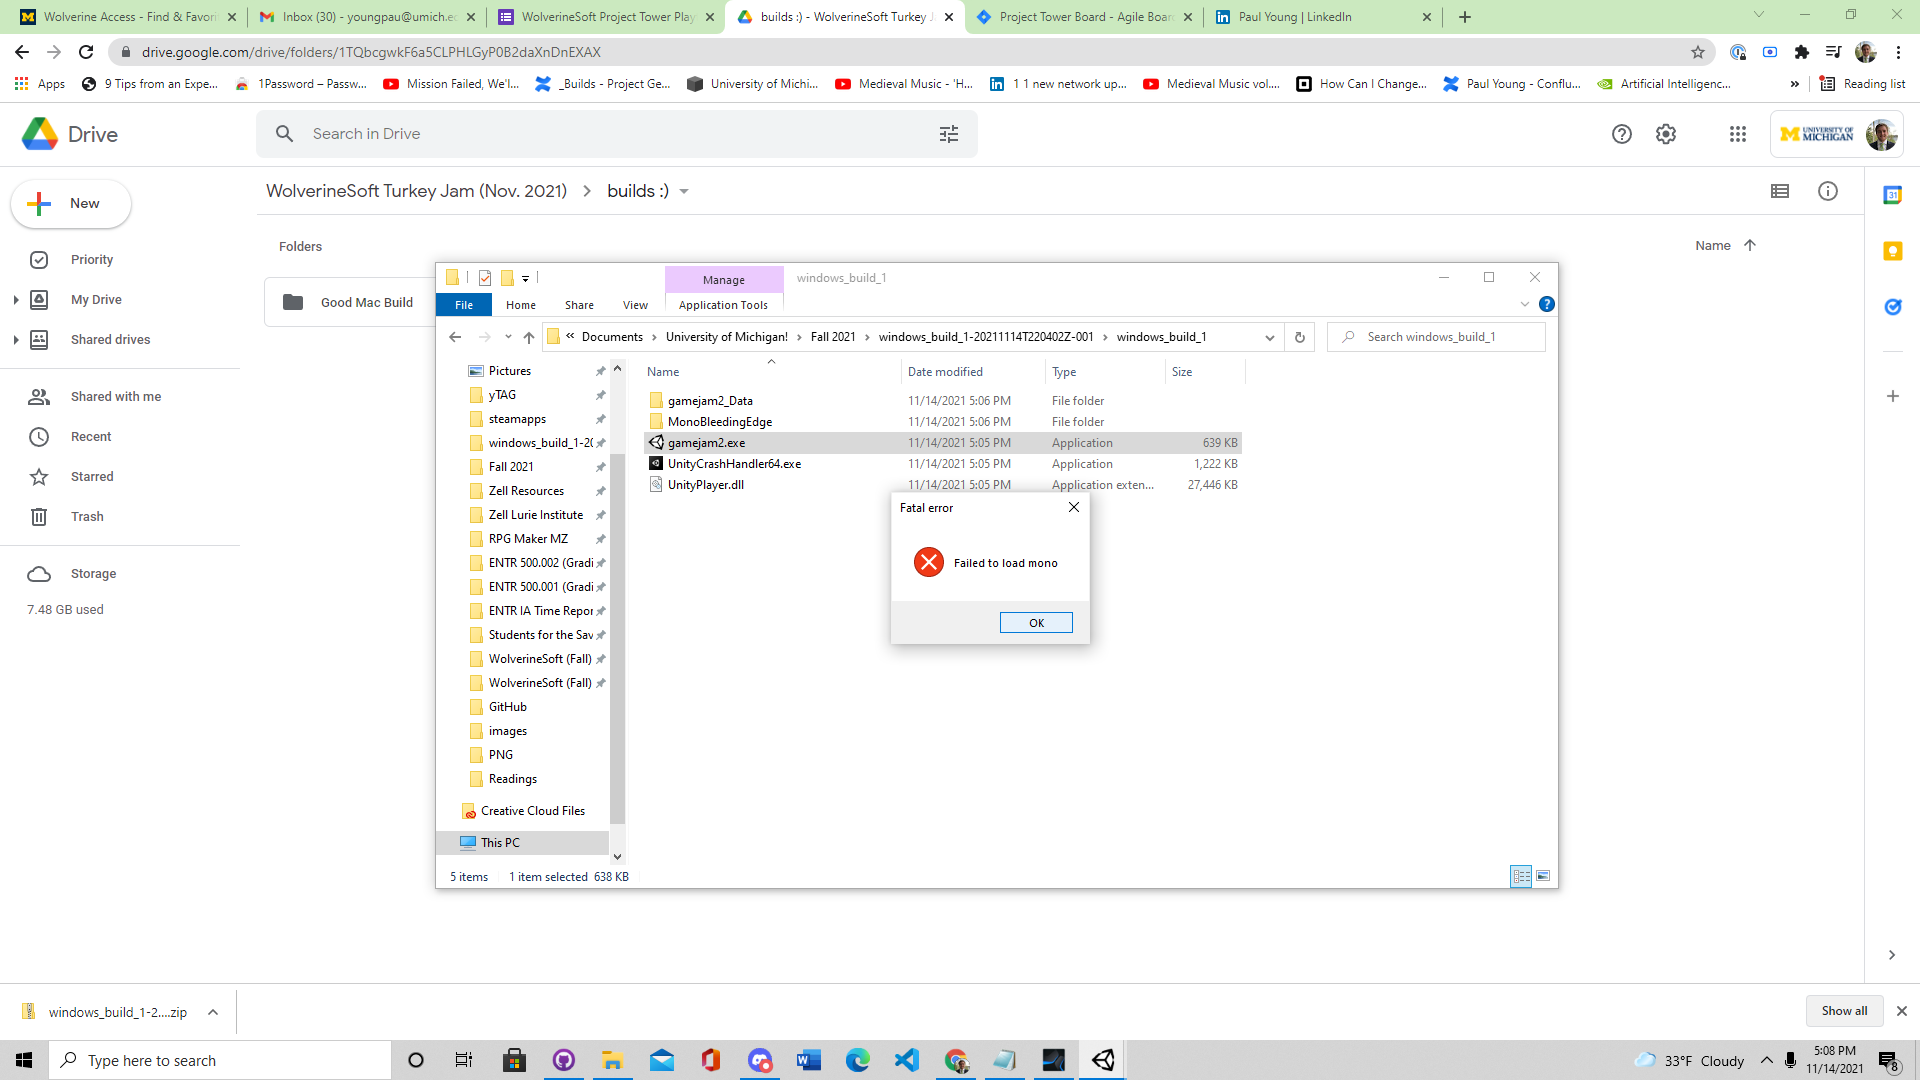 Wolverine Access - Find & Favori
Inbox (30) - youngpau@umich.ec
WolverineSoft Project Tower Play
builds :) - WolverineSoft Turkey J
Project Tower Board - Agile Boar
Paul Young | LinkedIn
drive.google.com/drive/folders/1TQbcgwkF6a5CLPHLGyP0B2daXnDnEXAX
Apps
9 Tips from an Expe...
1Password – Passw...
Mission Failed, We'l...
_Builds - Project Ge...
University of Michi...
Medieval Music - 'H...
1 1 new network up...
Medieval Music vol....
How Can I Change...
Paul Young - Conflu...
Artificial Intelligenc...
»
Reading list
Drive
Search in Drive
UNIVERSITY OF MICHIGAN
WolverineSoft Turkey Jam (Nov. 2021)
builds :)
New
Priority
My Drive
Shared drives
Shared with me
Recent
Starred
Trash
Storage
7.48 GB used
Folders
Name
Good Mac Build
31
Manage
windows_build_1
File
Home
Share
View
Application Tools
« Documents › University of Michigan! › Fall 2021 › windows_build_1-20211114T220402Z-001 › windows_build_1
Search windows_build_1
Pictures
yTAG
steamapps
windows_build_1-20
Fall 2021
Zell Resources
Zell Lurie Institute
RPG Maker MZ
ENTR 500.002 (Gradi
ENTR 500.001 (Gradi
ENTR IA Time Repor
Students for the Sav
WolverineSoft (Fall)
WolverineSoft (Fall)
GitHub
images
PNG
Readings
Creative Cloud Files
This PC
Name Date modified Type Size
gamejam2_Data 11/14/2021 5:06 PM File folder
MonoBleedingEdge 11/14/2021 5:06 PM File folder
gamejam2.exe 11/14/2021 5:05 PM Application 639 KB
UnityCrashHandler64.exe 11/14/2021 5:05 PM Application 1,222 KB
UnityPlayer.dll 11/14/2021 5:05 PM Application exten... 27,446 KB
Fatal error
Failed to load mono
OK
5 items 1 item selected 638 KB
windows_build_1-2....zip
Show all
Type here to search
33°F Cloudy
5:08 PM
11/14/2021
8